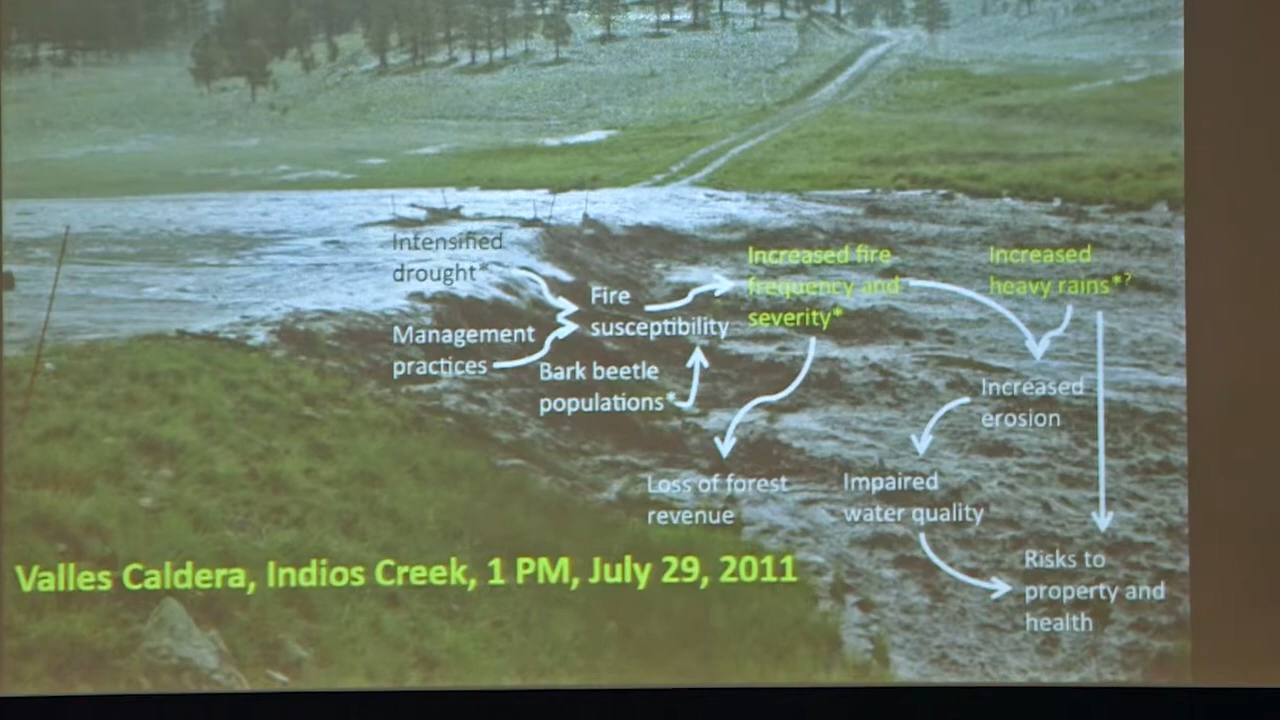 Intensified
drought*
Management
practices
Fire
susceptibility
Bark beetle
populations*
Increased fire
frequency and
severity*
Increased
heavy rains*?
Increased
erosion
Loss of forest
revenue
Impaired
water quality
Risks to
property and
health
Valles Caldera, Indios Creek, 1 PM, July 29, 2011